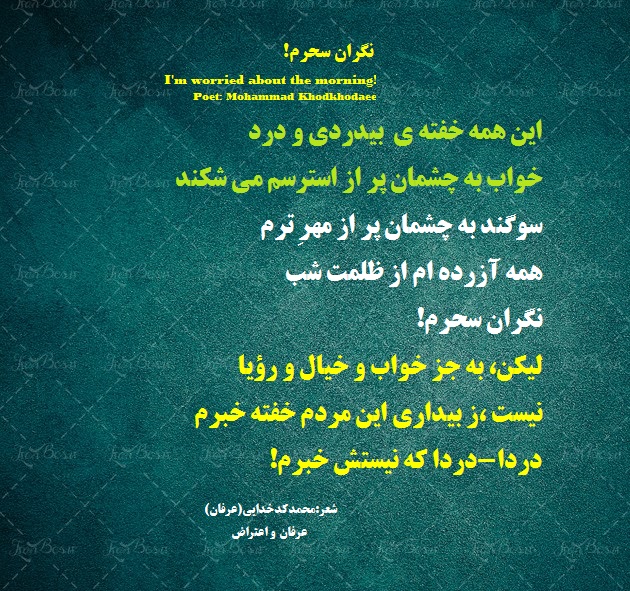 نگران سحرم!
I'm worried about the morning!
Poet: Mohammad Khodkhodaee
این همه خفته ی بیدردی و درد
خواب به چشمان پر از استرسم می شکند
سوگند به چشمان پر از مهرِ ترم
همه آزرده ام از ظلمت شب
نگران سحرم!
لیکن، به جز خواب و خیال و رؤیا
نیست ،ز بیداری این مردم خفته خبرم
دردا-دردا که نیستش خبرم!
شعر:محمدکدخدایی(عرفان)
عرفان و اعتراض